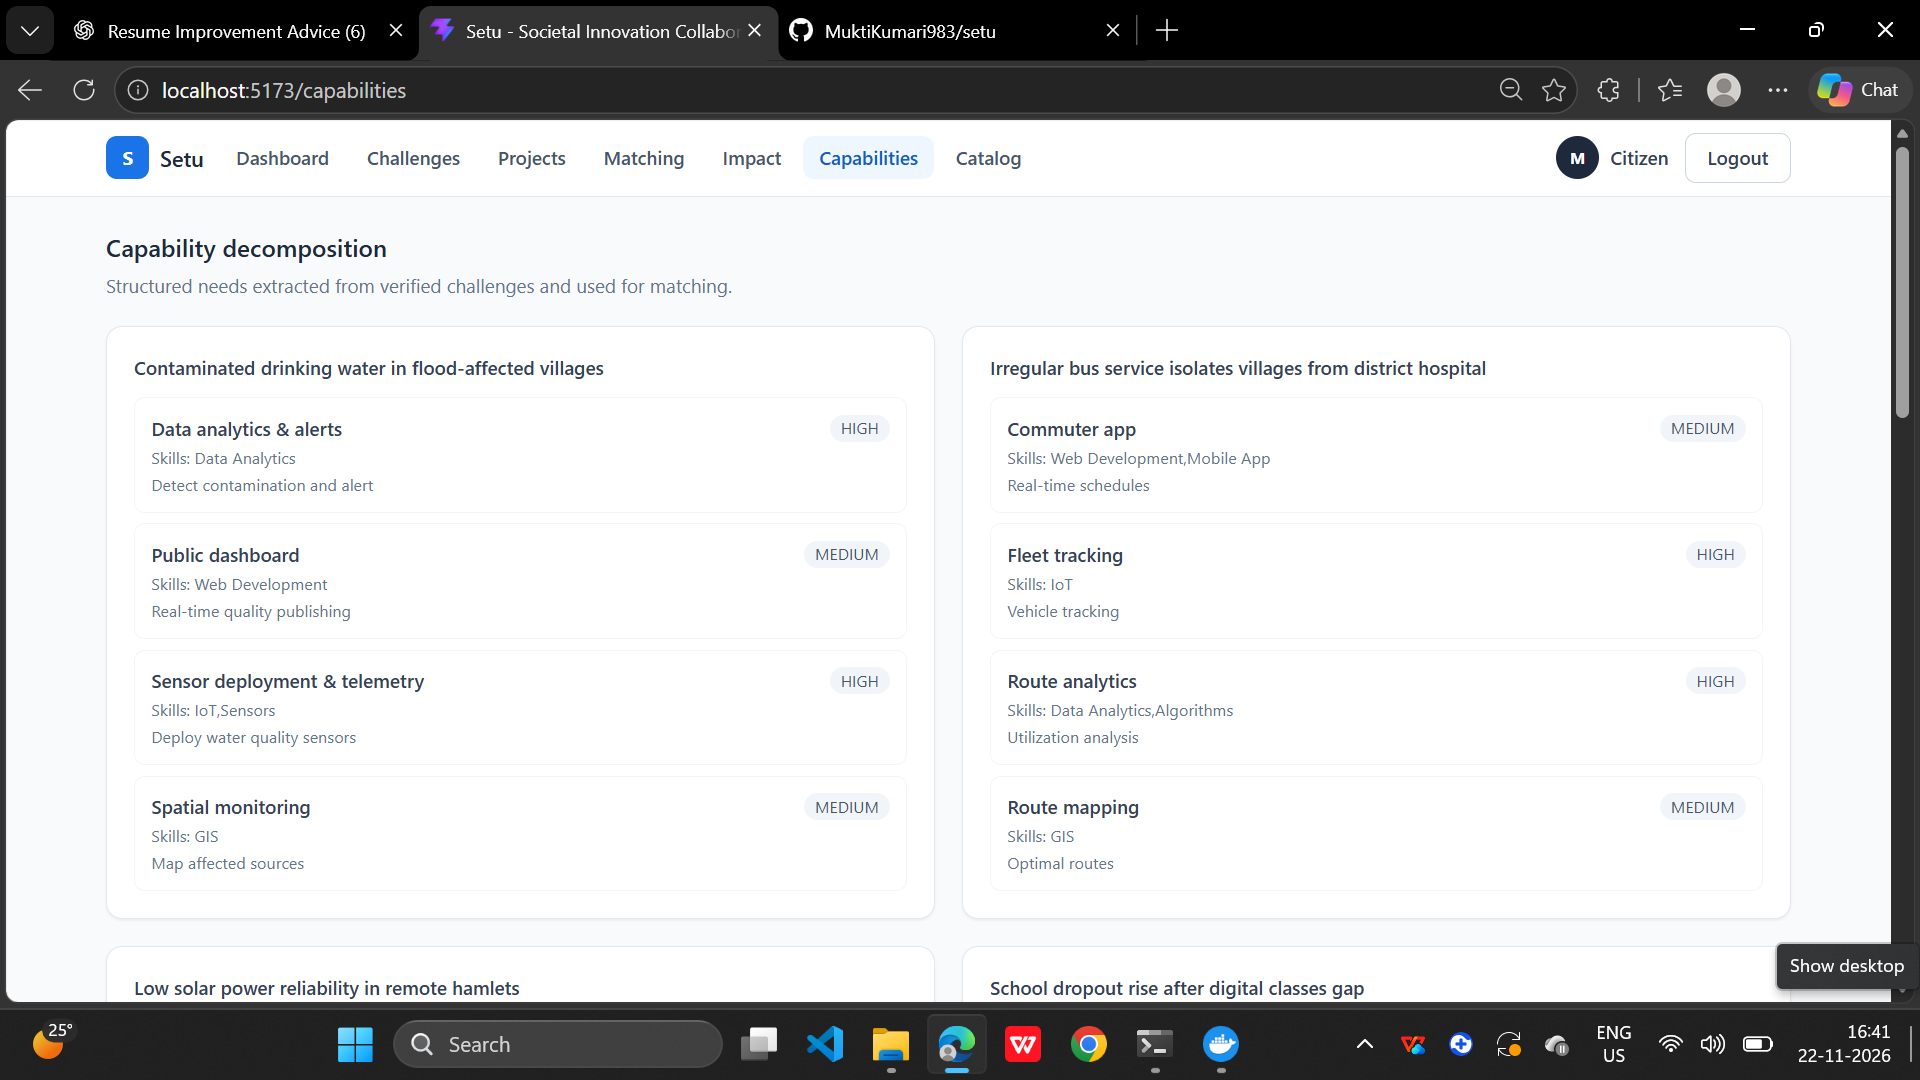 Resume Improvement Advice (6)
Setu - Societal Innovation Collabor
MuktiKumari983/setu
localhost:5173/capabilities
Chat
S
Setu
Dashboard
Challenges
Projects
Matching
Impact
Capabilities
Catalog
M
Citizen
Logout
Capability decomposition
Structured needs extracted from verified challenges and used for matching.
Contaminated drinking water in flood-affected villages
Data analytics & alerts
HIGH
Skills: Data Analytics
Detect contamination and alert
Public dashboard
MEDIUM
Skills: Web Development
Real-time quality publishing
Sensor deployment & telemetry
HIGH
Skills: IoT,Sensors
Deploy water quality sensors
Spatial monitoring
MEDIUM
Skills: GIS
Map affected sources
Irregular bus service isolates villages from district hospital
Commuter app
MEDIUM
Skills: Web Development,Mobile App
Real-time schedules
Fleet tracking
HIGH
Skills: IoT
Vehicle tracking
Route analytics
HIGH
Skills: Data Analytics,Algorithms
Utilization analysis
Route mapping
MEDIUM
Skills: GIS
Optimal routes
Low solar power reliability in remote hamlets
School dropout rise after digital classes gap
Show desktop
25°
Search
ENG
US
16:41
22-11-2026